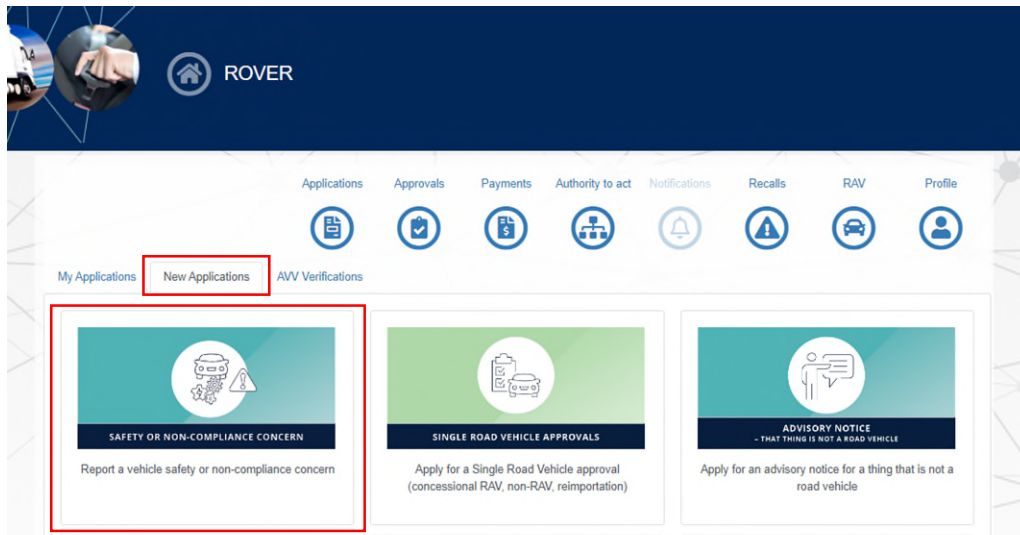 ROVER
Applications
Approvals
Payments
Authority to act
Notifications
Recalls
RAV
Profile
My Applications
New Applications
AVV Verifications
SAFETY OR NON-COMPLIANCE CONCERN
Report a vehicle safety or non-compliance concern
SINGLE ROAD VEHICLE APPROVALS
Apply for a Single Road Vehicle approval
(concessional RAV, non-RAV, reimportation)
ADVISORY NOTICE
– THAT THING IS NOT A ROAD VEHICLE
Apply for an advisory notice for a thing that is not a
road vehicle